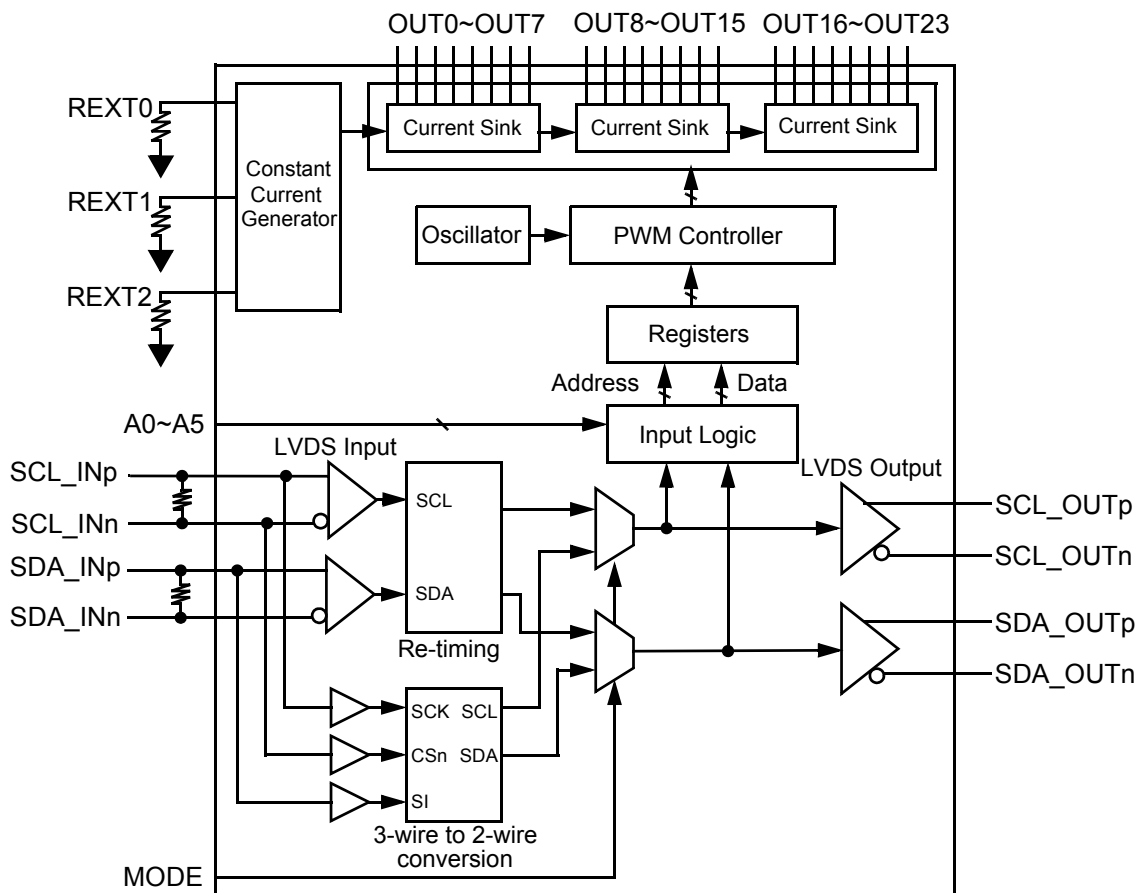 OUT0~OUT7
OUT8~OUT15
OUT16~OUT23
REXT0
REXT1
REXT2
Constant
Current
Generator
Current Sink
Current Sink
Current Sink
Oscillator
PWM Controller
Registers
Address
Data
A0~A5
Input Logic
LVDS Input
LVDS Output
SCL_INp
SCL_INn
SDA_INp
SDA_INn
SCL
SDA
Re-timing
SCL_OUTp
SCL_OUTn
SDA_OUTp
SDA_OUTn
SCK SCL
CSn SDA
SI
3-wire to 2-wire
conversion
MODE